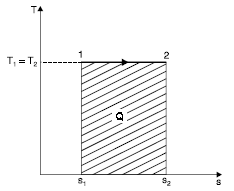 T
1 2
T₁ = T₂
Q
s₁ s₂ s